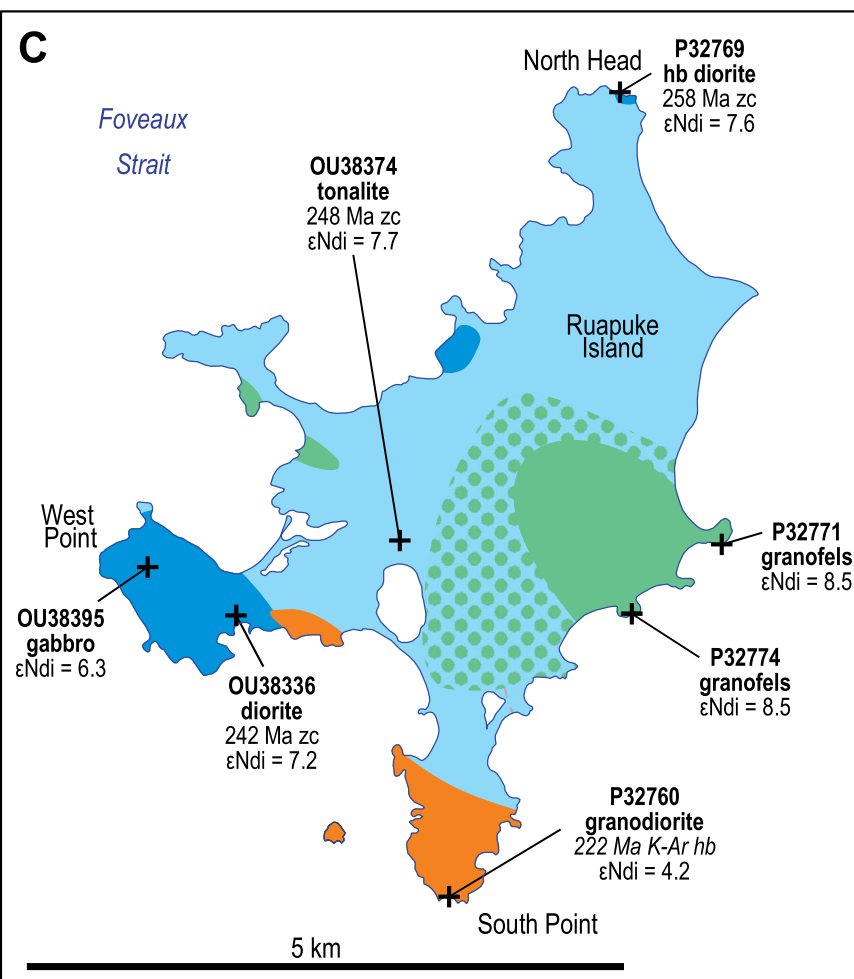 C
North Head
P32769
hb diorite
258 Ma zc
εNdi = 7.6
Foveaux
Strait
OU38374
tonalite
248 Ma zc
εNdi = 7.7
Ruapuke
Island
West
Point
P32771
granofels
εNdi = 8.5
OU38395
gabbro
εNdi = 6.3
P32774
granofels
εNdi = 8.5
OU38336
diorite
242 Ma zc
εNdi = 7.2
P32760
granodiorite
222 Ma K-Ar hb
εNdi = 4.2
South Point
5 km